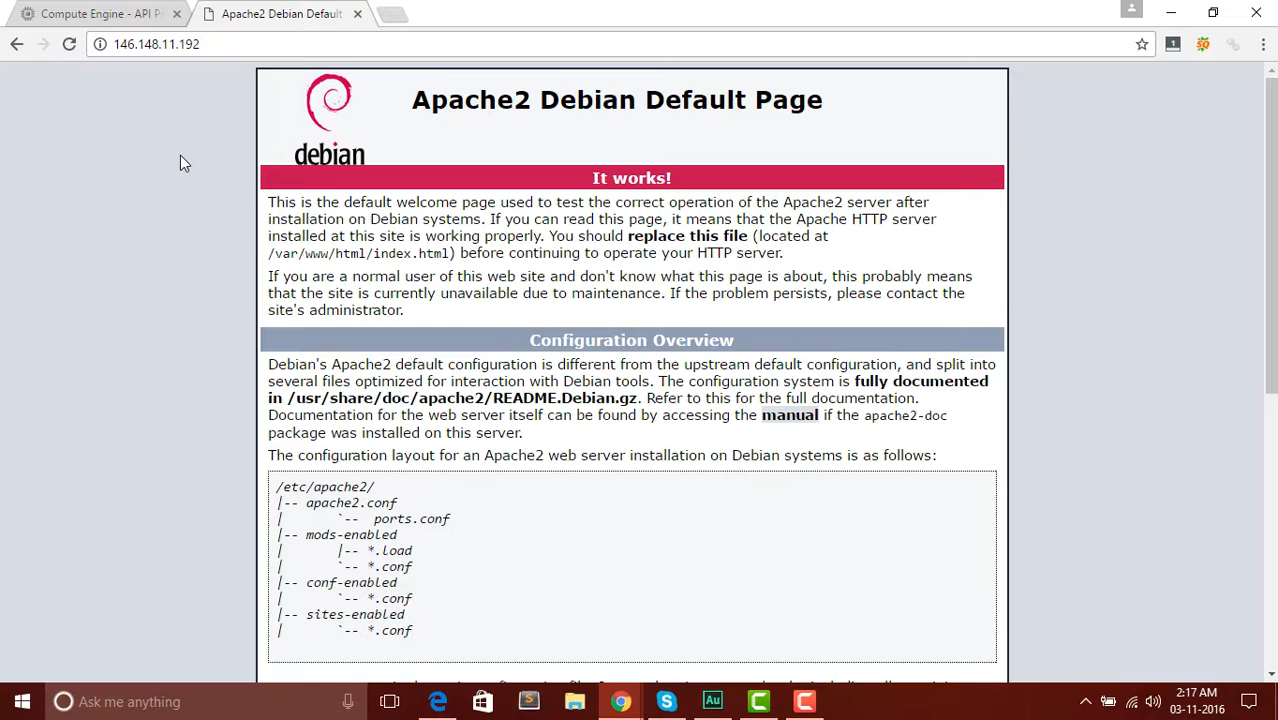 Compute Engine - API P
Apache2 Debian Default
146.148.11.192
1
debian
Apache2 Debian Default Page
It works!
This is the default welcome page used to test the correct operation of the Apache2 server after
installation on Debian systems. If you can read this page, it means that the Apache HTTP server
installed at this site is working properly. You should replace this file (located at
/var/www/html/index.html) before continuing to operate your HTTP server.
If you are a normal user of this web site and don't know what this page is about, this probably means
that the site is currently unavailable due to maintenance. If the problem persists, please contact the
site's administrator.
Configuration Overview
Debian's Apache2 default configuration is different from the upstream default configuration, and split into
several files optimized for interaction with Debian tools. The configuration system is fully documented
in /usr/share/doc/apache2/README.Debian.gz. Refer to this for the full documentation.
Documentation for the web server itself can be found by accessing the manual if the apache2-doc
package was installed on this server.
The configuration layout for an Apache2 web server installation on Debian systems is as follows:
/etc/apache2/
|-- apache2.conf
|       `--  ports.conf
|-- mods-enabled
|       |-- *.load
|       `-- *.conf
|-- conf-enabled
|       `-- *.conf
|-- sites-enabled
|       `-- *.conf
Ask me anything
Au
2:17 AM
03-11-2016